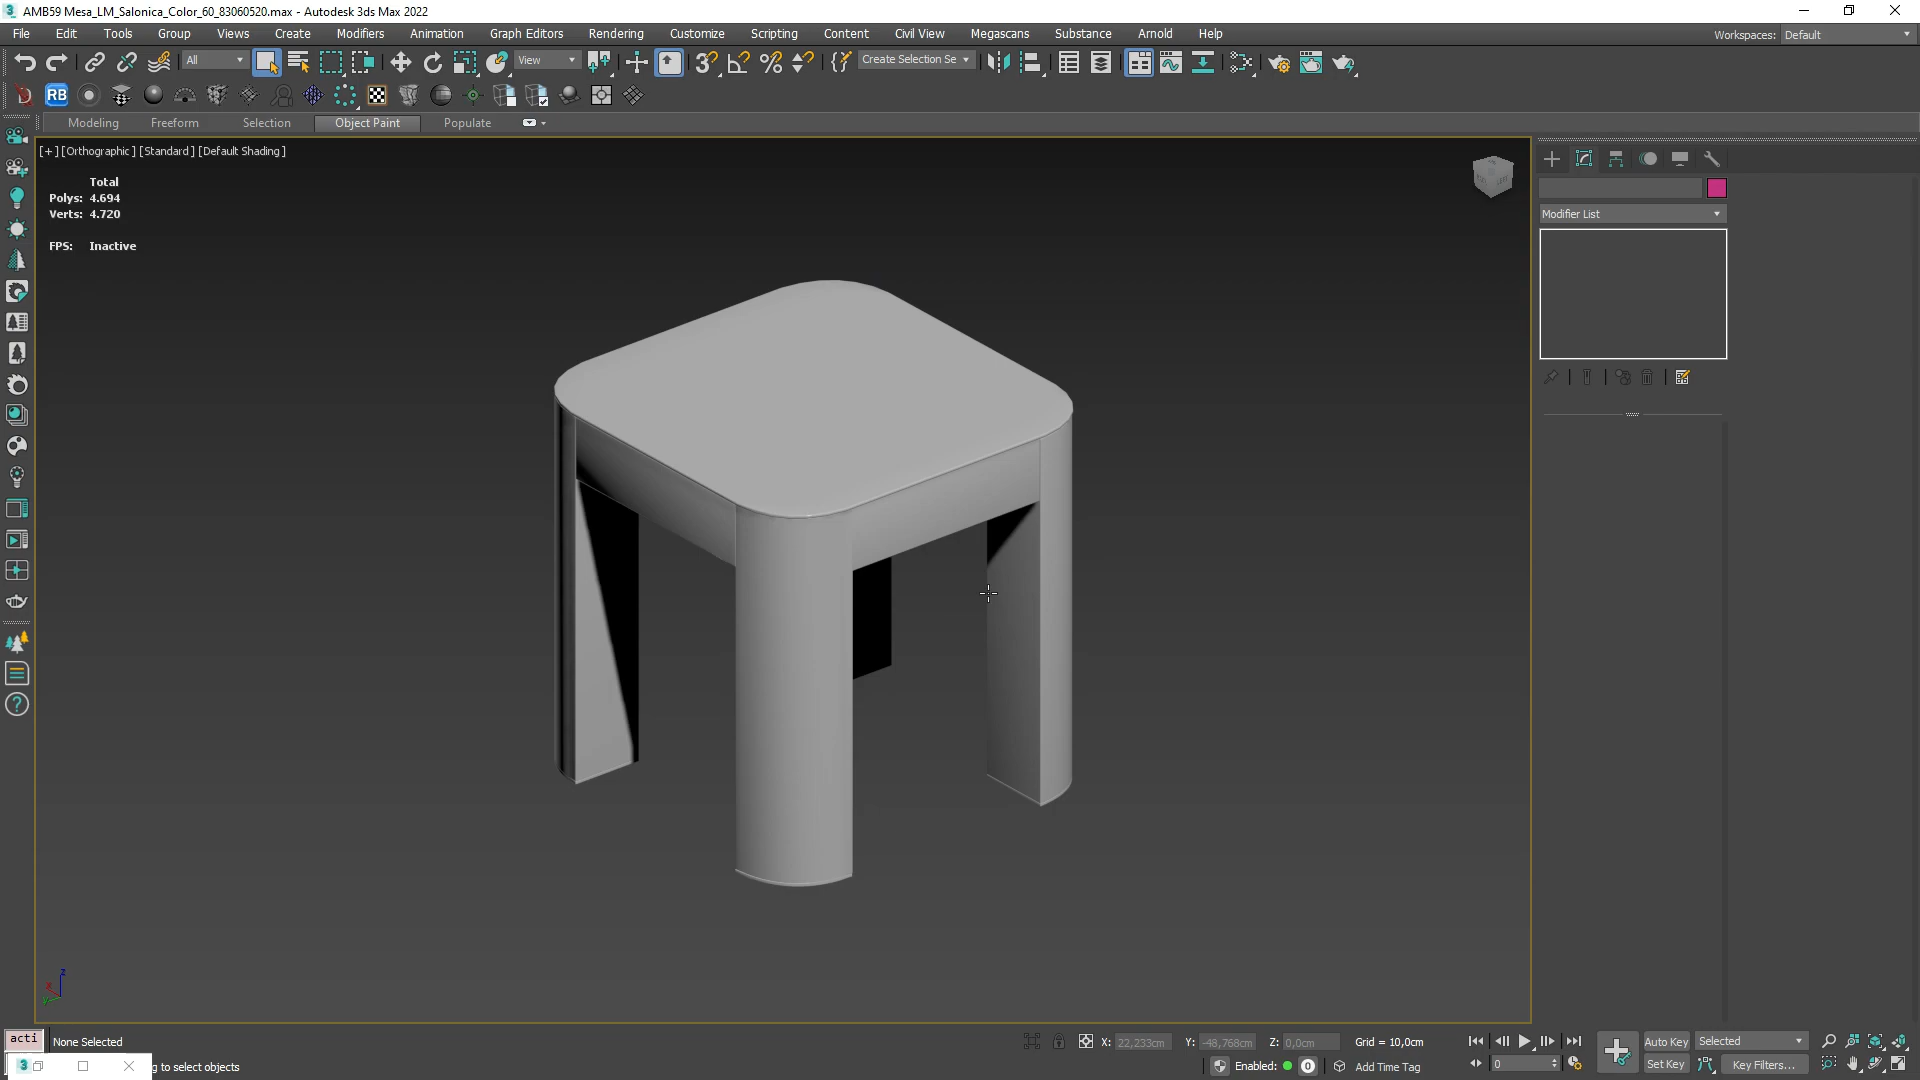 AMB59 Mesa_LM_Salonica_Color_60_83060520.max - Autodesk 3ds Max 2022
File Edit Tools Group Views Create Modifiers Animation Graph Editors Rendering Customize Scripting Content Civil View Megascans Substance Arnold Help Workspaces: Default
All View Create Selection Se
RB
Modeling Freeform Selection Object Paint Populate
[+] [Orthographic] [Standard] [Default Shading]
Total
Polys: 4.694
Verts: 4.720
FPS: Inactive
Modifier List
z
x
y
acti None Selected X: 22,233cm Y: -48,768cm Z: 0,0cm Grid = 10,0cm Auto Key Selected
g to select objects Enabled: 0 Add Time Tag 0 Set Key Key Filters...